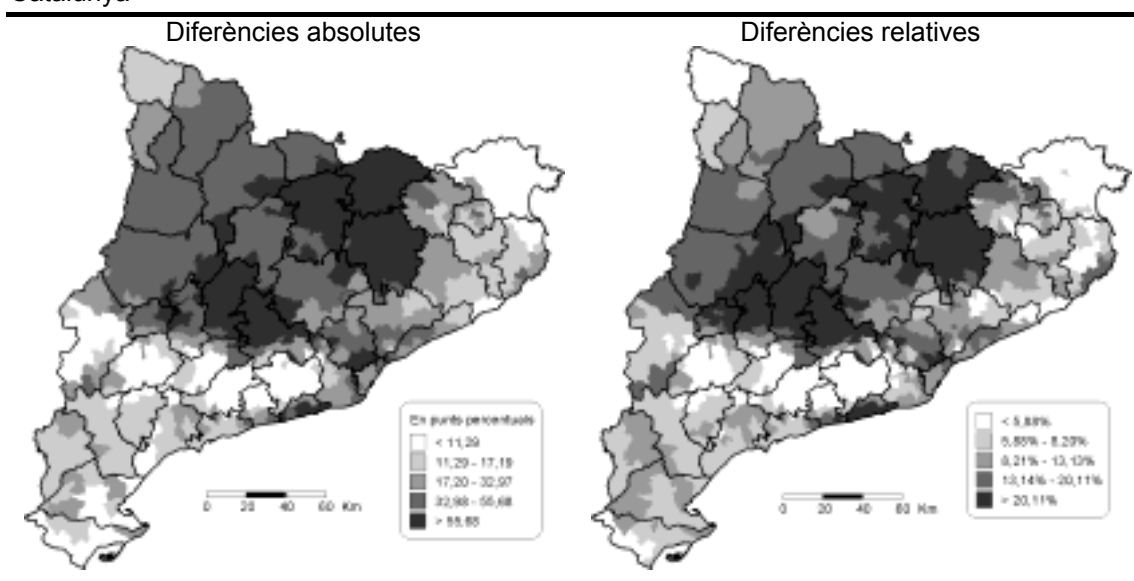 Catalunya
Diferències absolutes
Diferències relatives
En punts percentuals
< 11,29
11,29 - 17,19
17,20 - 32,97
32,98 - 55,68
> 55,68
0 20 40 60 Km
< 5,88%
5,88% - 8,20%
8,21% - 13,13%
13,14% - 20,11%
> 20,11%
0 20 40 60 Km